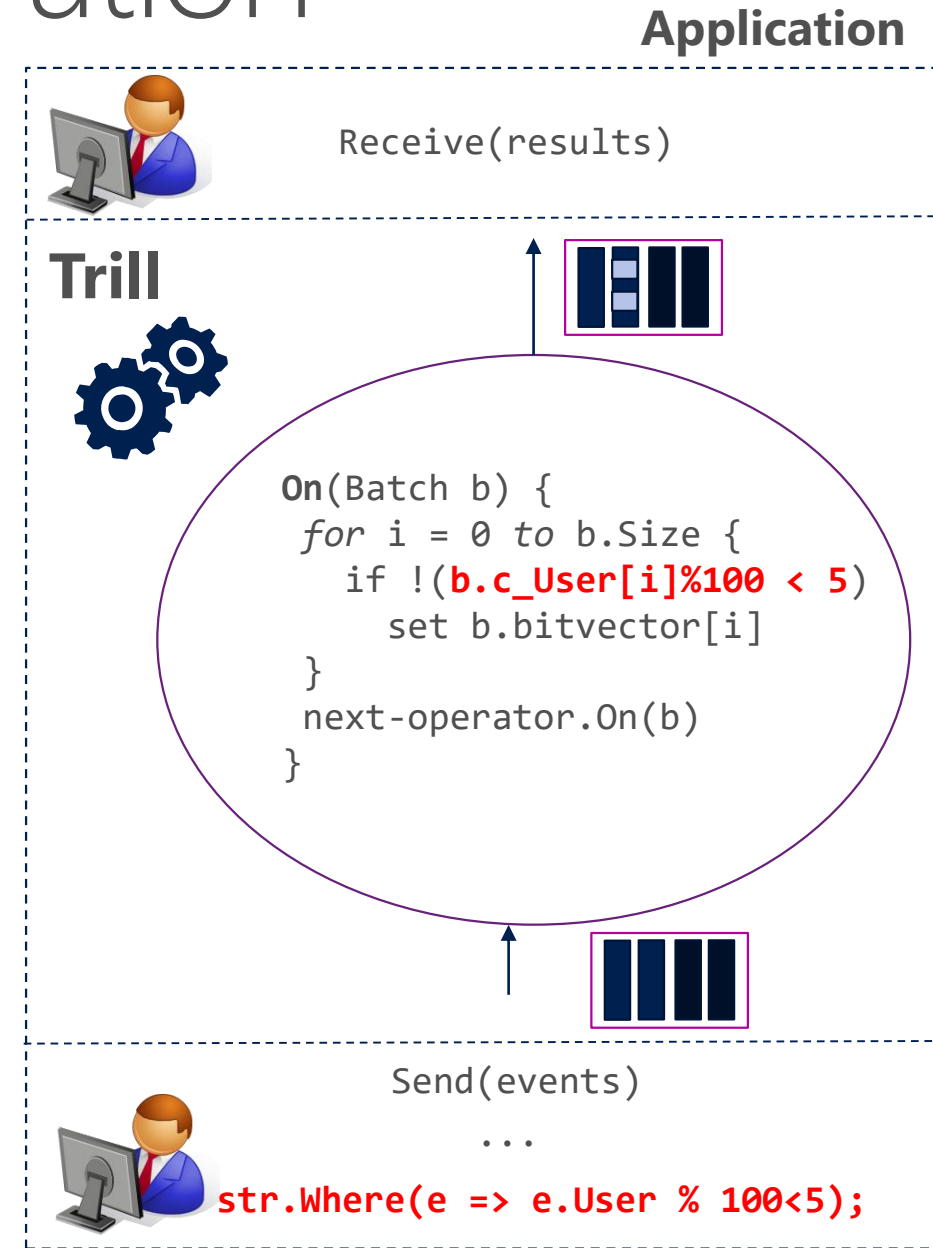 Application
Receive(results)
Trill
On(Batch b) {
for i = 0 to b.Size {
if !(b.c_User[i]%100 < 5)
set b.bitvector[i]
}
next-operator.On(b)
}
Send(events)
...
str.Where(e => e.User % 100<5);